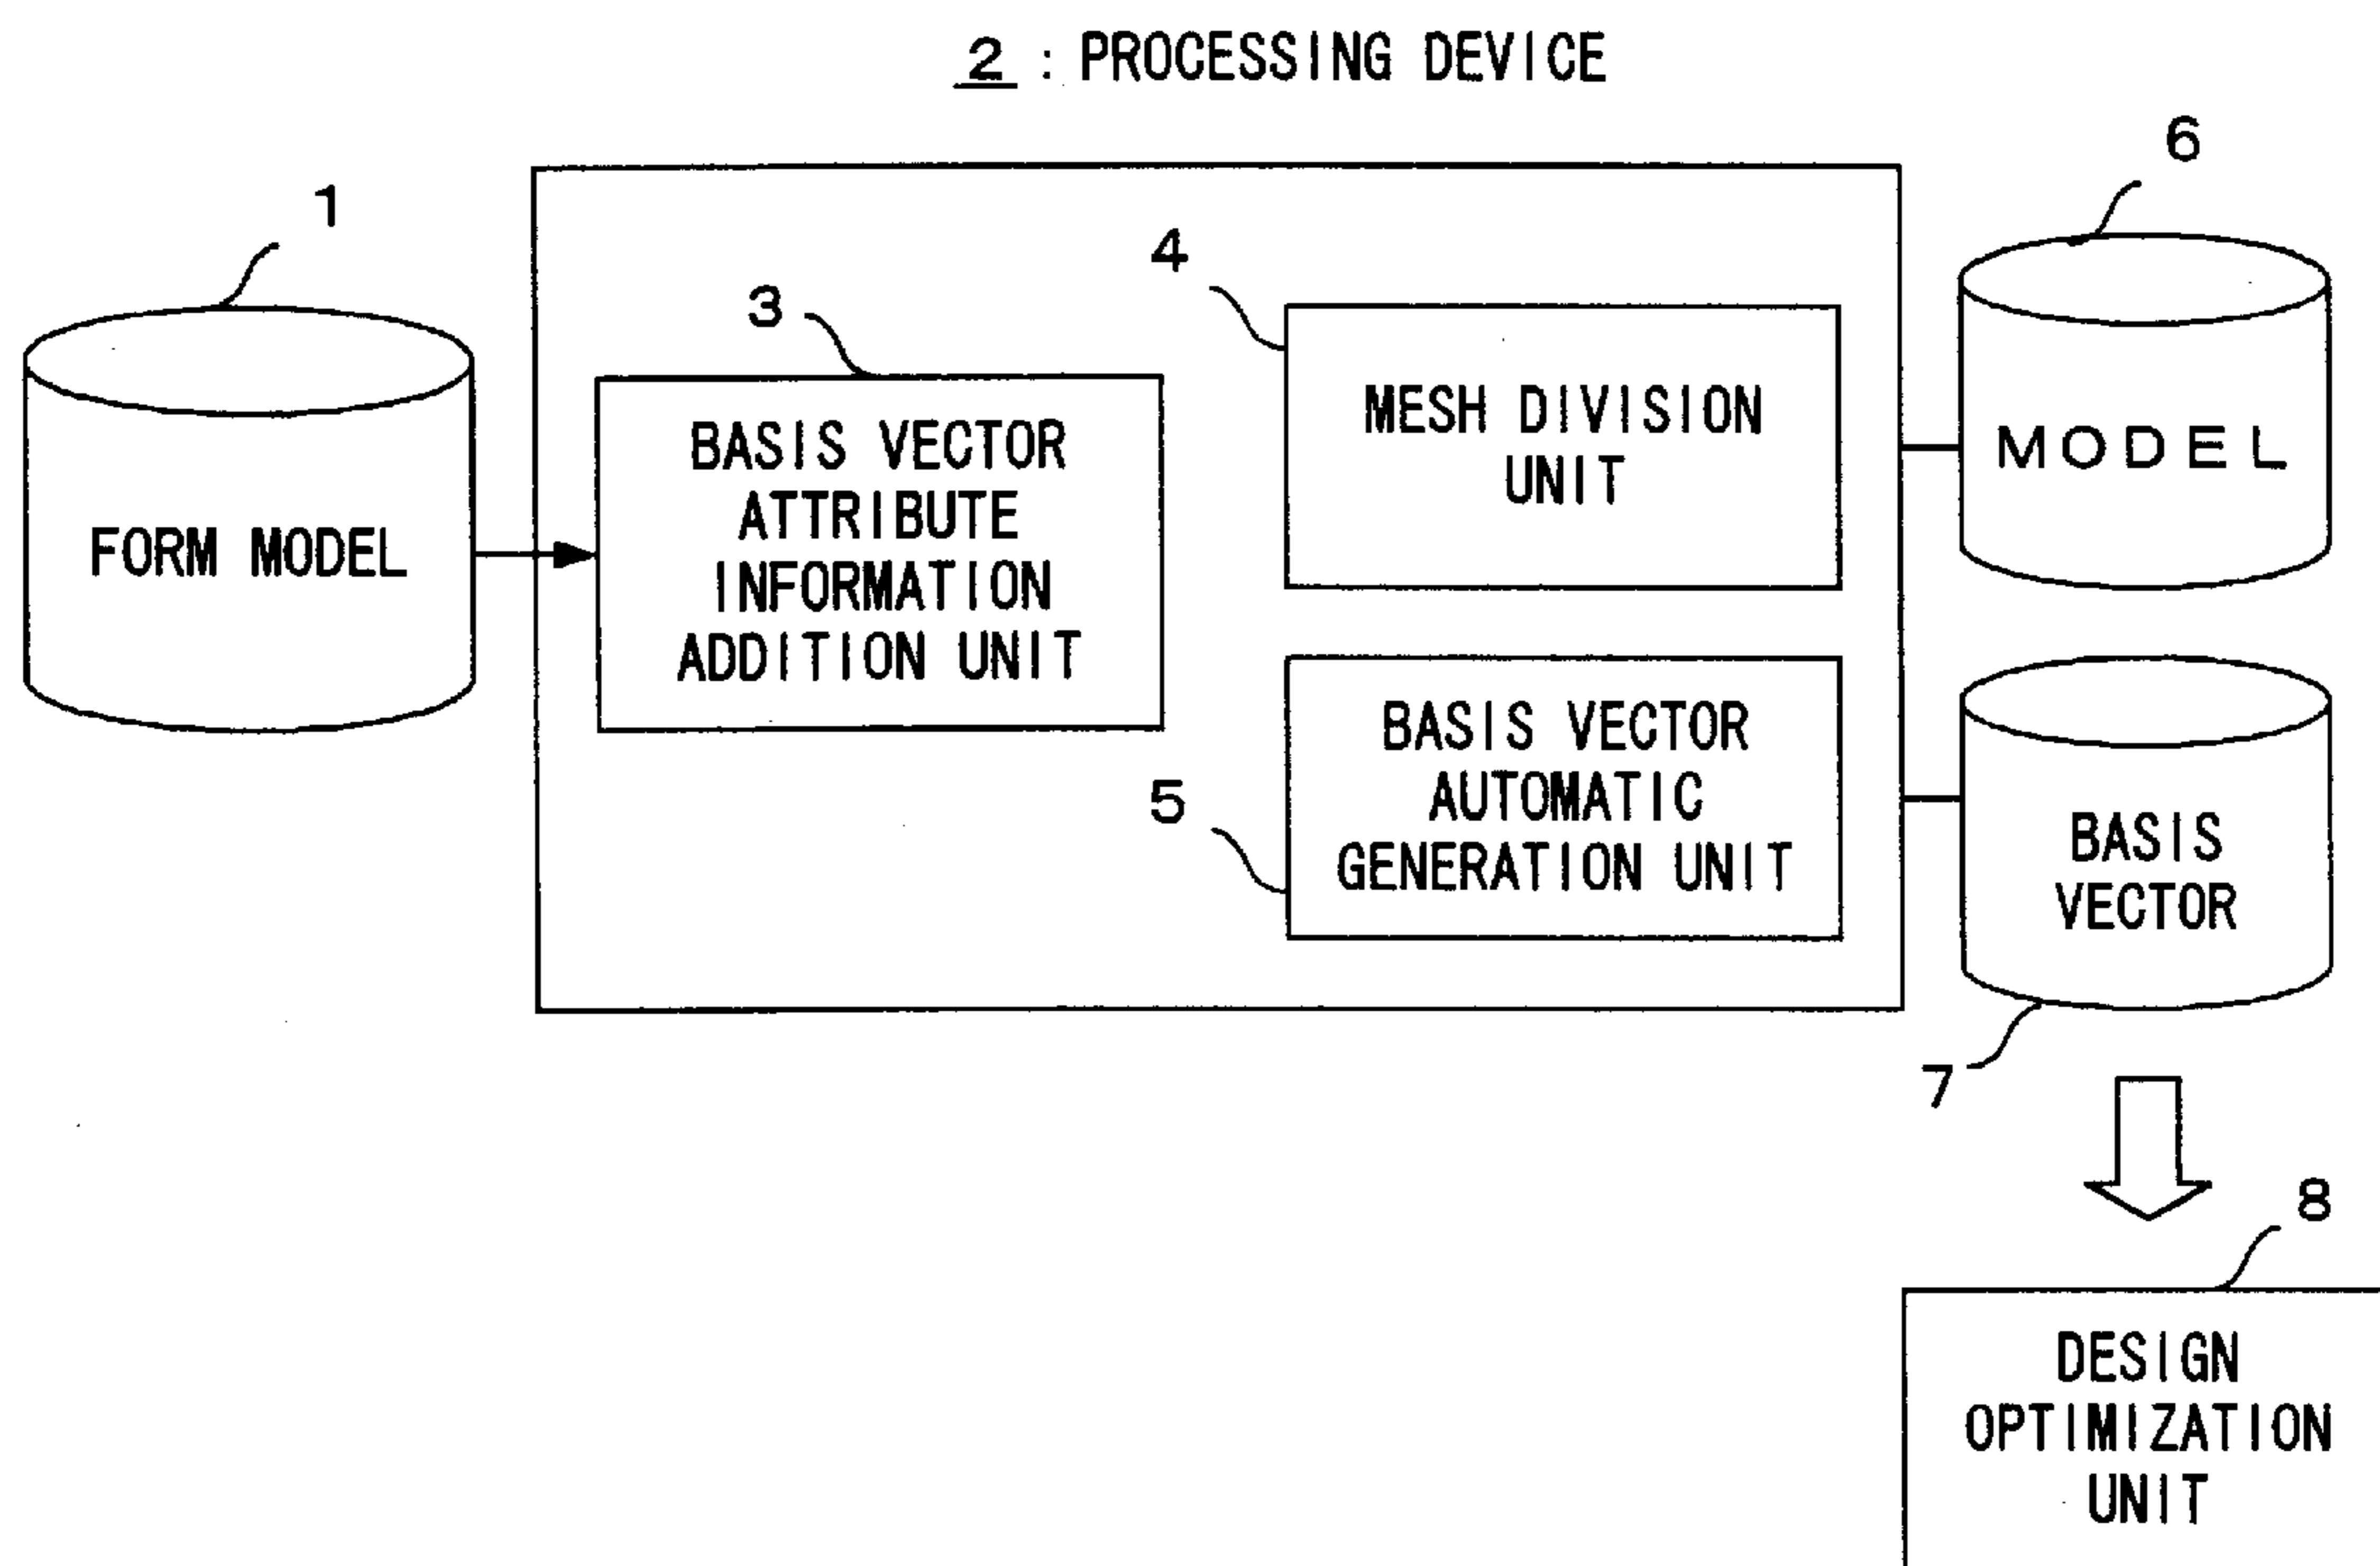 2 : PROCESSING DEVICE
1
FORM MODEL
3
BASIS VECTOR
ATTRIBUTE
INFORMATION
ADDITION UNIT
4
MESH DIVISION
UNIT
5
BASIS VECTOR
AUTOMATIC
GENERATION UNIT
6
MODEL
BASIS
VECTOR
7
8
DESIGN
OPTIMIZATION
UNIT